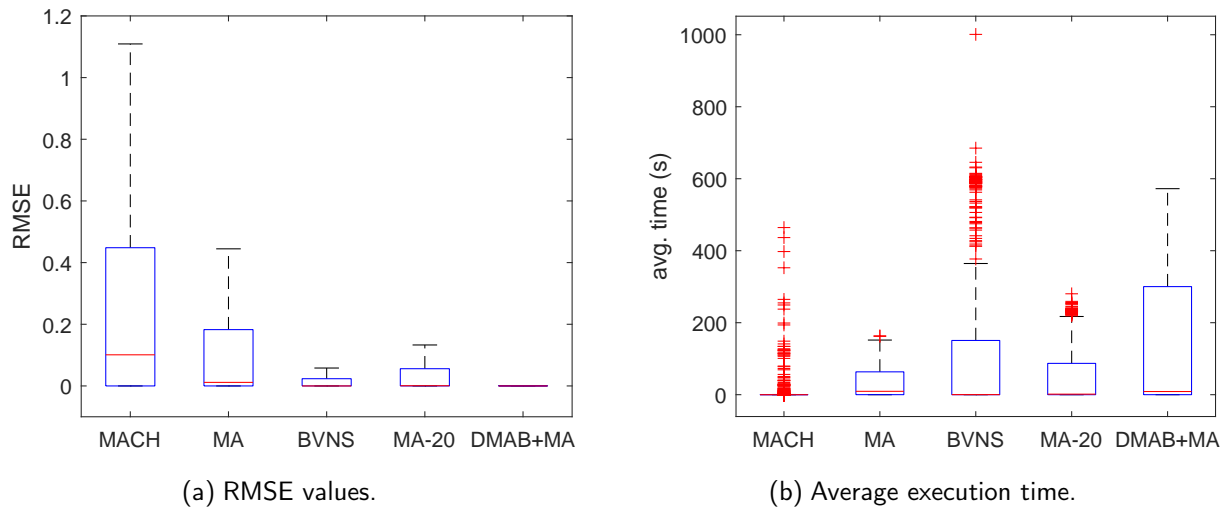 1.2
1
0.8
0.6
0.4
0.2
0
RMSE
MACH MA BVNS MA-20 DMAB+MA
(a) RMSE values.
1000
800
600
400
200
0
avg. time (s)
MACH MA BVNS MA-20 DMAB+MA
(b) Average execution time.